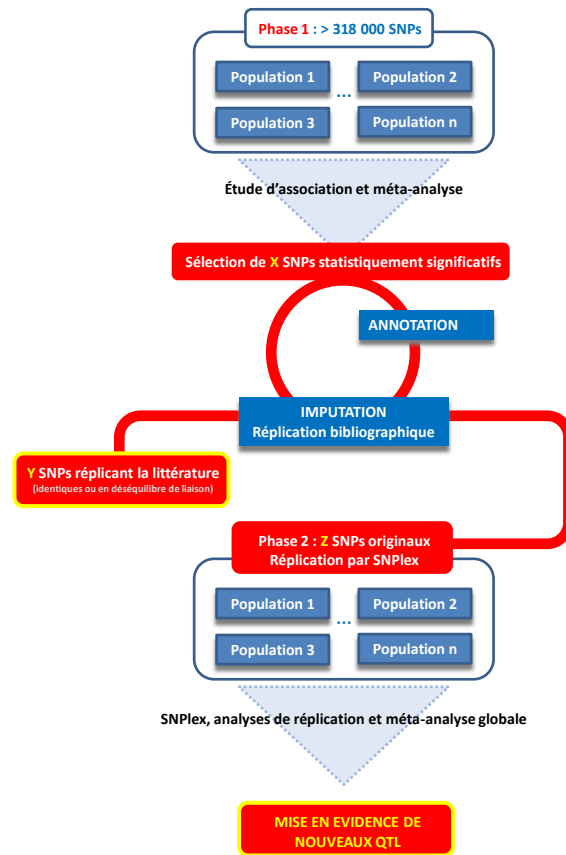 Phase 1 : > 318 000 SNPs
Population 1
Population 2
...
Population 3
Population n
Étude d'association et méta-analyse
Sélection de X SNPs statistiquement significatifs
ANNOTATION
IMPUTATION
Réplication bibliographique
Y SNPs réplicant la littérature
(identiques ou en déséquilibre de liaison)
Phase 2 : Z SNPs originaux
Réplication par SNPlex
Population 1
Population 2
...
Population 3
Population n
SNPlex, analyses de réplication et méta-analyse globale
MISE EN EVIDENCE DE
NOUVEAUX QTL